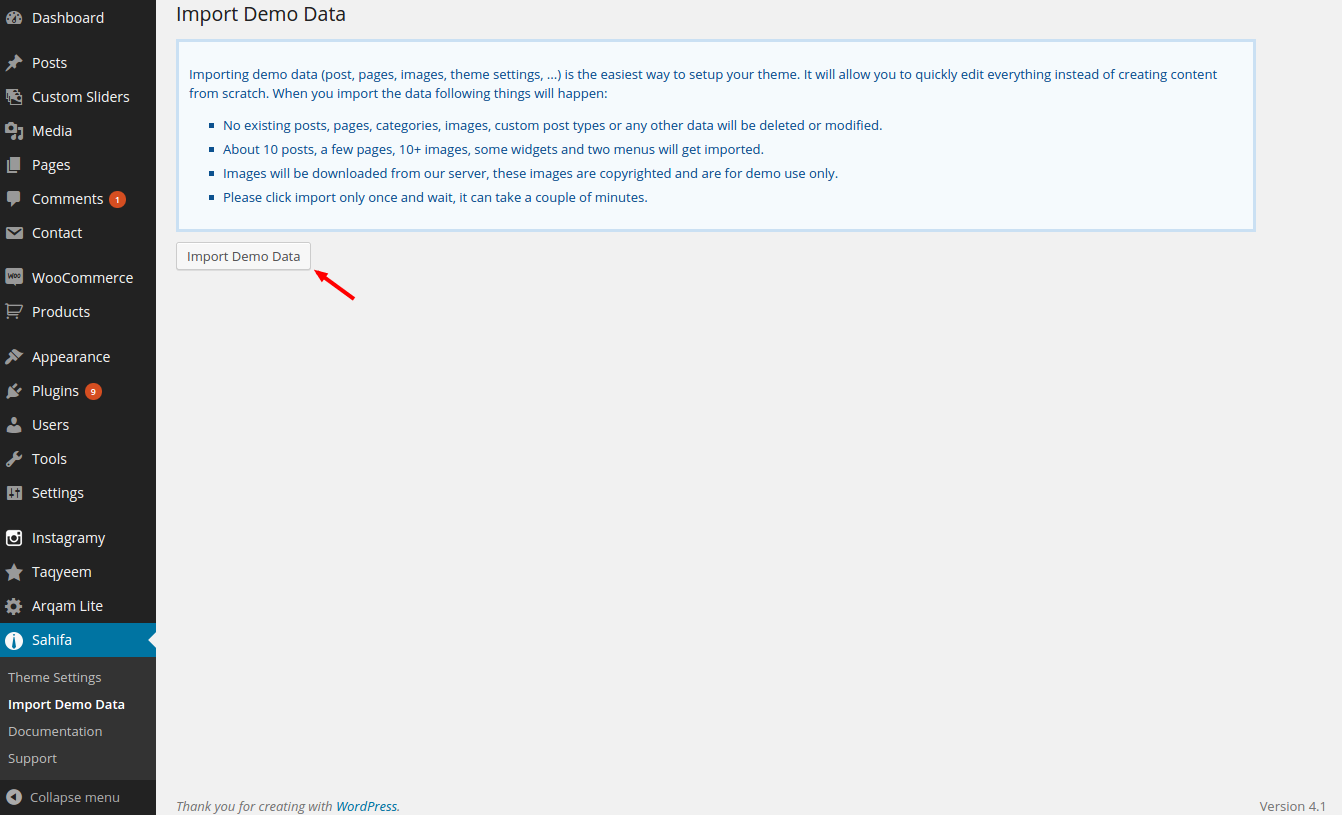 Dashboard
Posts
Custom Sliders
Media
Pages
Comments 1
Contact
WOO WooCommerce
Products
Appearance
Plugins 9
Users
Tools
Settings
Instagramy
Taqyeem
Arqam Lite
Sahifa
Theme Settings
Import Demo Data
Documentation
Support
Collapse menu
Import Demo Data
Importing demo data (post, pages, images, theme settings, ...) is the easiest way to setup your theme. It will allow you to quickly edit everything instead of creating content
from scratch. When you import the data following things will happen:
No existing posts, pages, categories, images, custom post types or any other data will be deleted or modified.
About 10 posts, a few pages, 10+ images, some widgets and two menus will get imported.
Images will be downloaded from our server, these images are copyrighted and are for demo use only.
Please click import only once and wait, it can take a couple of minutes.
Import Demo Data
Thank you for creating with WordPress.
Version 4.1